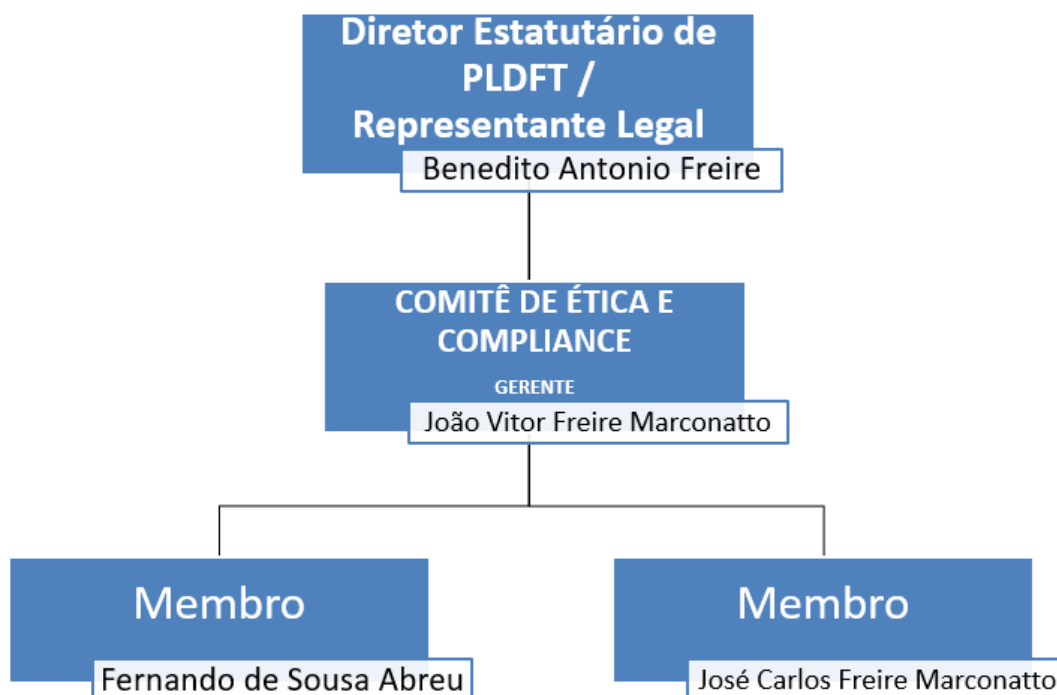 Diretor Estatutário de
PLDFT /
Representante Legal
Benedito Antonio Freire
COMITÊ DE ÉTICA E
COMPLIANCE
GERENTE
João Vitor Freire Marconatto
Membro
Fernando de Sousa Abreu
Membro
José Carlos Freire Marconatto